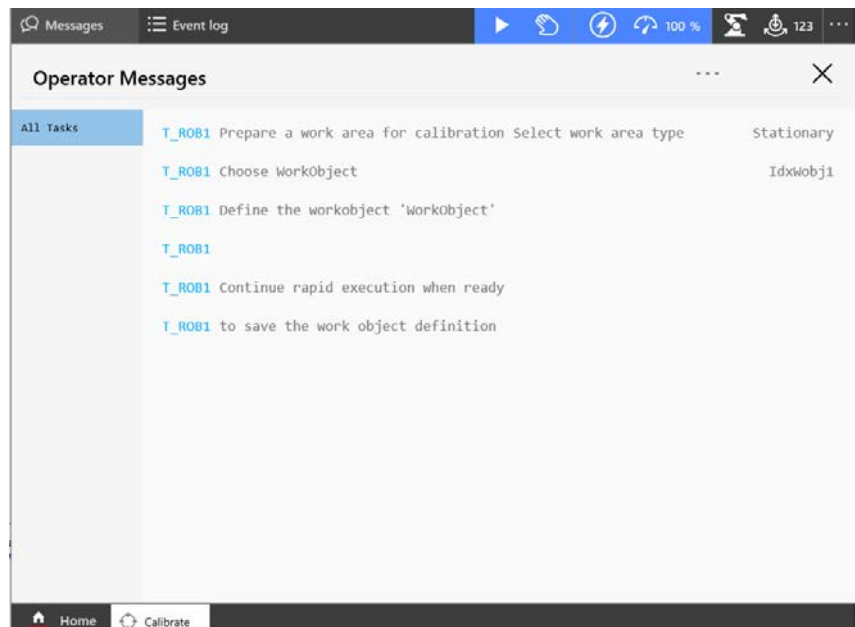 Messages Event log 100 % 123 ...
Operator Messages ...
All Tasks
T_ROB1 Prepare a work area for calibration Select work area type Stationary
T_ROB1 Choose WorkObject IdxWobj1
T_ROB1 Define the workobject 'WorkObject'
T_ROB1
T_ROB1 Continue rapid execution when ready
T_ROB1 to save the work object definition
Home Calibrate